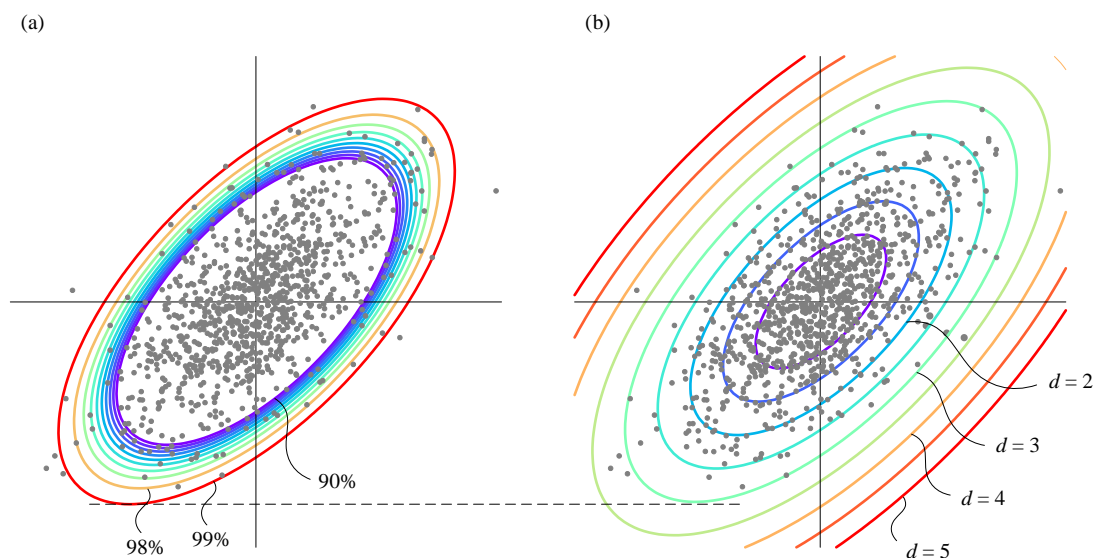 (a)
(b)
90%
98%
99%
d = 2
d = 3
d = 4
d = 5